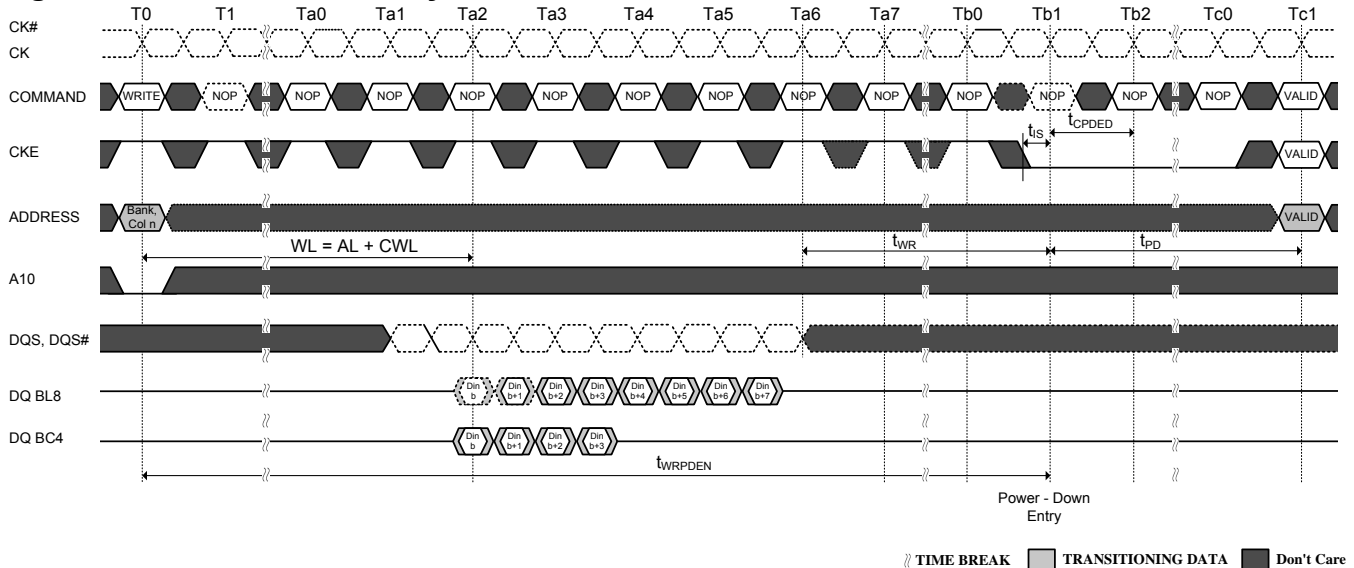 T0 T1 Ta0 Ta1 Ta2 Ta3 Ta4 Ta5 Ta6 Ta7 Tb0 Tb1 Tb2 Tc0 Tc1
CK#
CK
COMMAND WRITE NOP NOP NOP NOP NOP NOP NOP NOP NOP NOP NOP NOP NOP VALID
tIS tCPDED
CKE VALID
ADDRESS Bank, Col n VALID
WL = AL + CWL tWR tPD
A10
DQS, DQS#
DQ BL8 Din b Din b+1 Din b+2 Din b+3 Din b+4 Din b+5 Din b+6 Din b+7
DQ BC4 Din b Din b+1 Din b+2 Din b+3
tWRPDEN
Power - Down
Entry
TIME BREAK TRANSITIONING DATA Don't Care